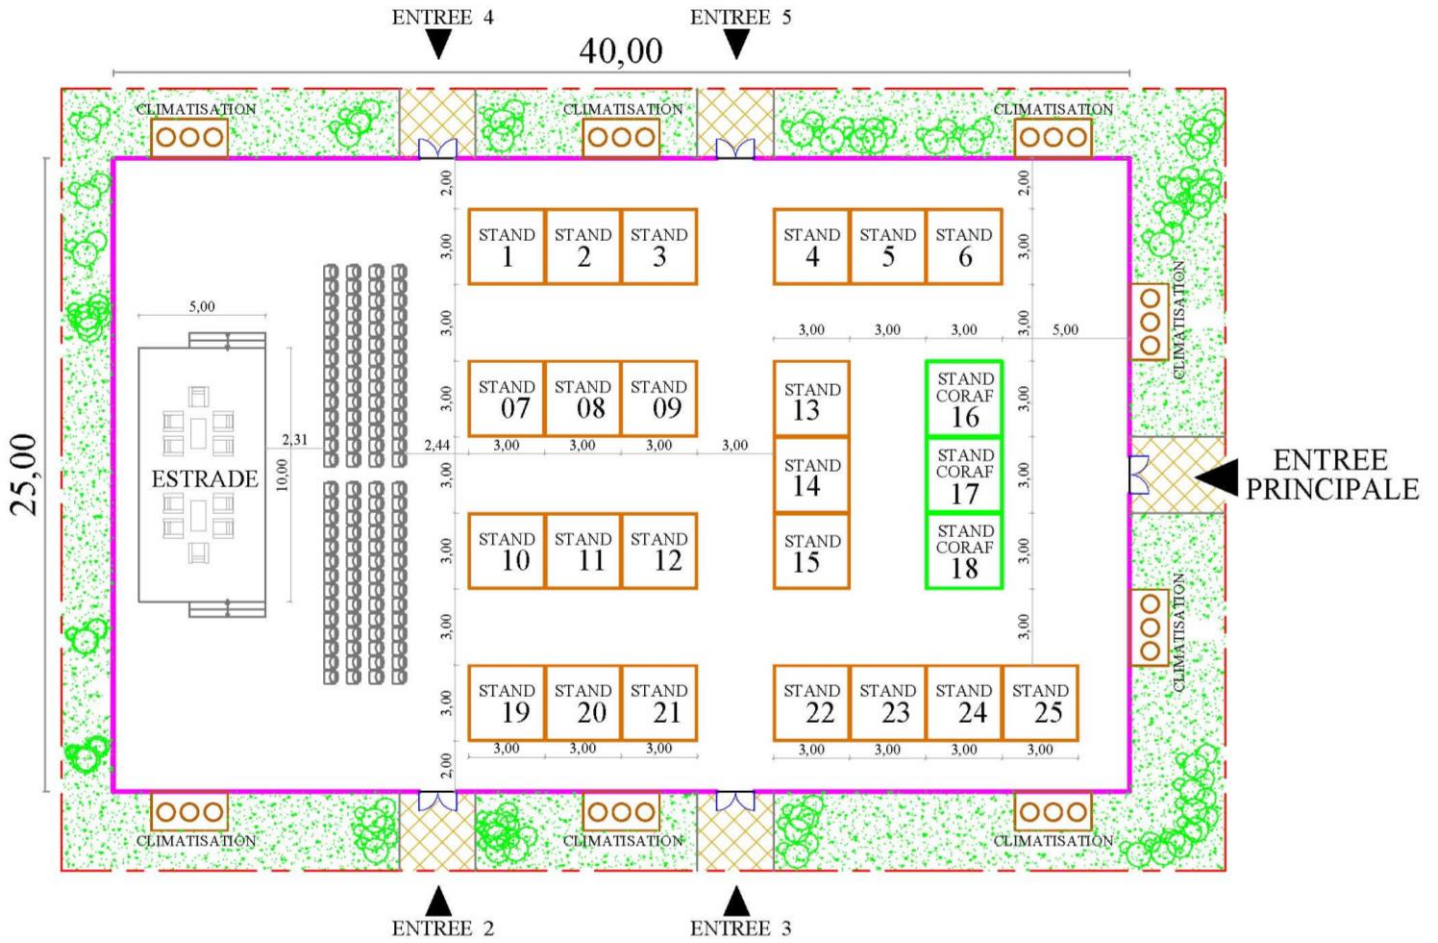 ENTREE 4
ENTREE 5
40,00
CLIMATISATION
CLIMATISATION
CLIMATISATION
2,00
2,00
STAND
1
STAND
2
STAND
3
STAND
4
STAND
5
STAND
6
3,00
3,00
CLIMATISATION
5,00
3,00
3,00
3,00
3,00
3,00
5,00
STAND
07
STAND
08
STAND
09
STAND
13
STAND
CORAF
16
3,00
3,00
2,31
2,44
3,00
3,00
3,00
3,00
25,00
ESTRADE
10,00
3,00
STAND
14
STAND
CORAF
17
3,00
ENTREE
PRINCIPALE
STAND
10
STAND
11
STAND
12
STAND
15
STAND
CORAF
18
3,00
3,00
3,00
3,00
CLIMATISATION
STAND
19
STAND
20
STAND
21
STAND
22
STAND
23
STAND
24
STAND
25
3,00
3,00
3,00
3,00
3,00
3,00
3,00
3,00
2,00
CLIMATISATION
CLIMATISATION
CLIMATISATION
ENTREE 2
ENTREE 3